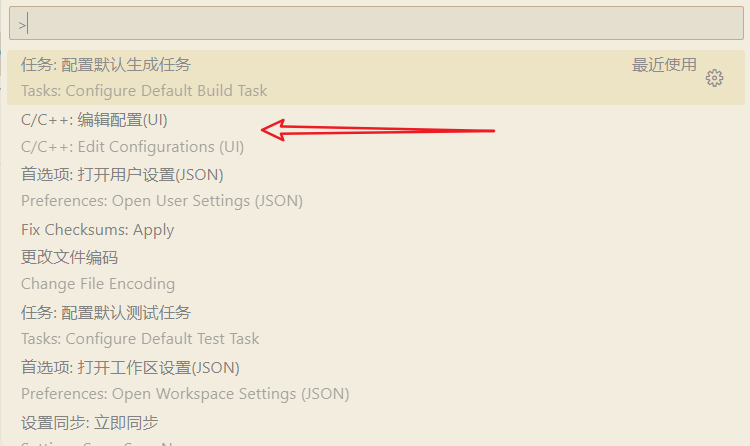 >
任务: 配置默认生成任务 最近使用
Tasks: Configure Default Build Task
C/C++: 编辑配置(UI)
C/C++: Edit Configurations (UI)
首选项: 打开用户设置(JSON)
Preferences: Open User Settings (JSON)
Fix Checksums: Apply
更改文件编码
Change File Encoding
任务: 配置默认测试任务
Tasks: Configure Default Test Task
首选项: 打开工作区设置(JSON)
Preferences: Open Workspace Settings (JSON)
设置同步: 立即同步